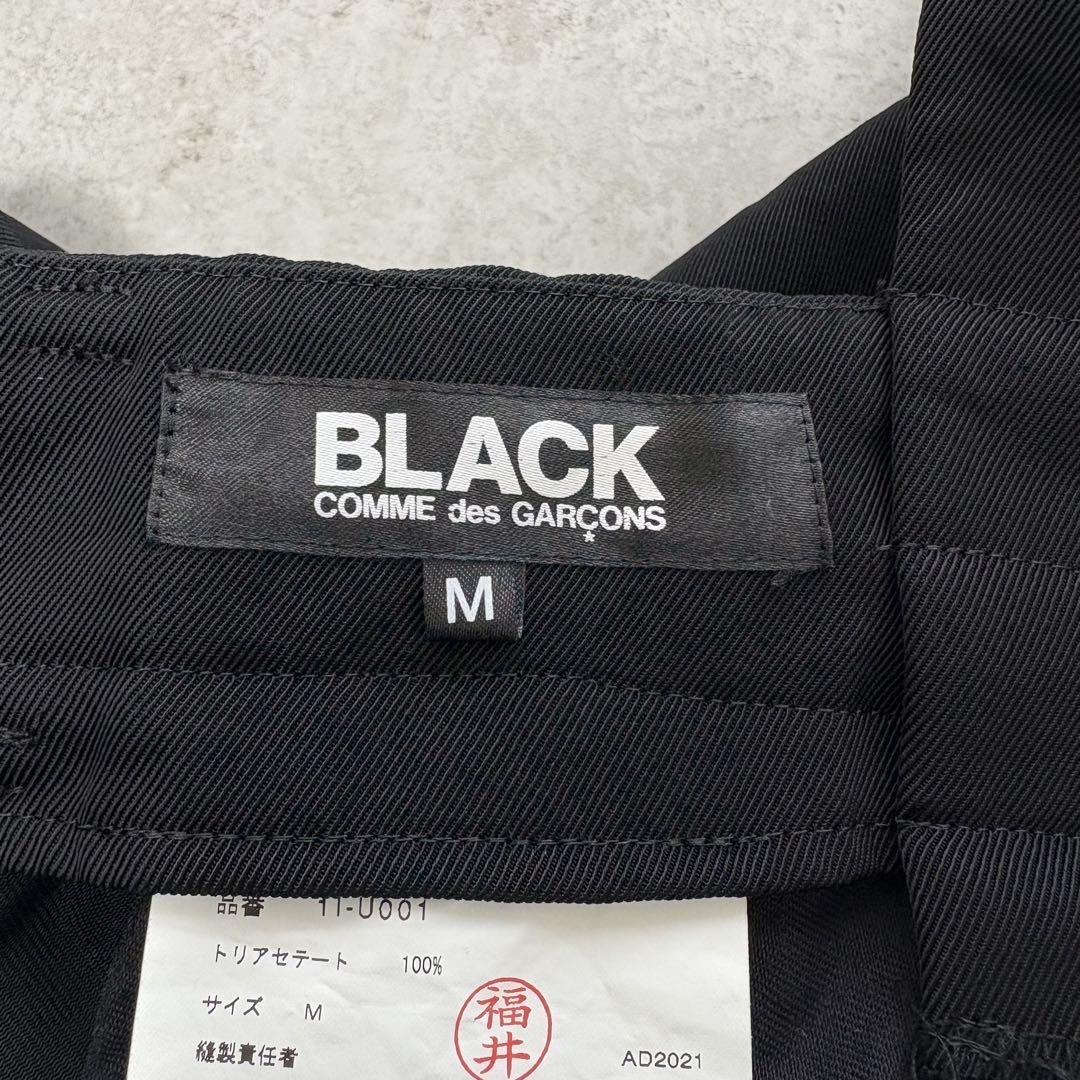 BLACK
COMME des GARÇONS
*
M
品番 1I-U001
トリアセテート 100%
サイズ M
縫製責任者 福井 AD2021